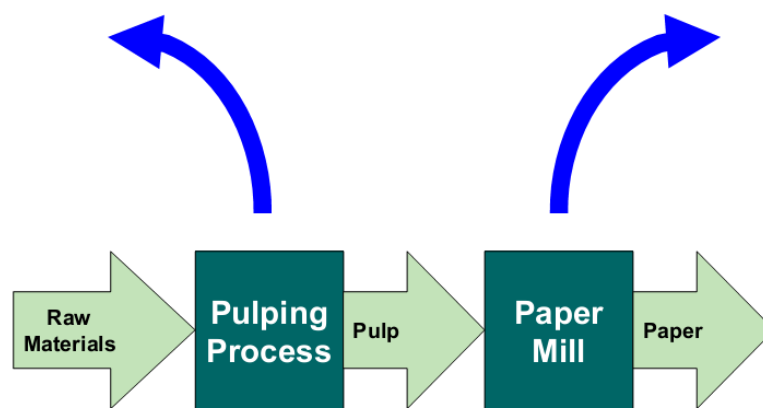 Raw
Materials
Pulping
Process
Pulp
Paper
Mill
Paper